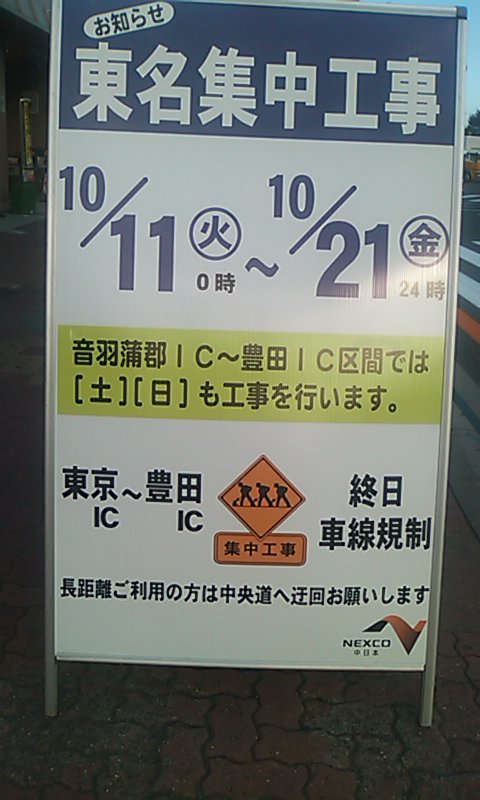 お知らせ
東名集中工事
10/11(火)0時~10/21(金)24時
音羽蒲郡IC~豊田IC区間では
[土][日]も工事を行います。
東京IC~豊田IC
集中工事
終日
車線規制
長距離ご利用の方は中央道へ迂回お願いします
NEXCO
中日本